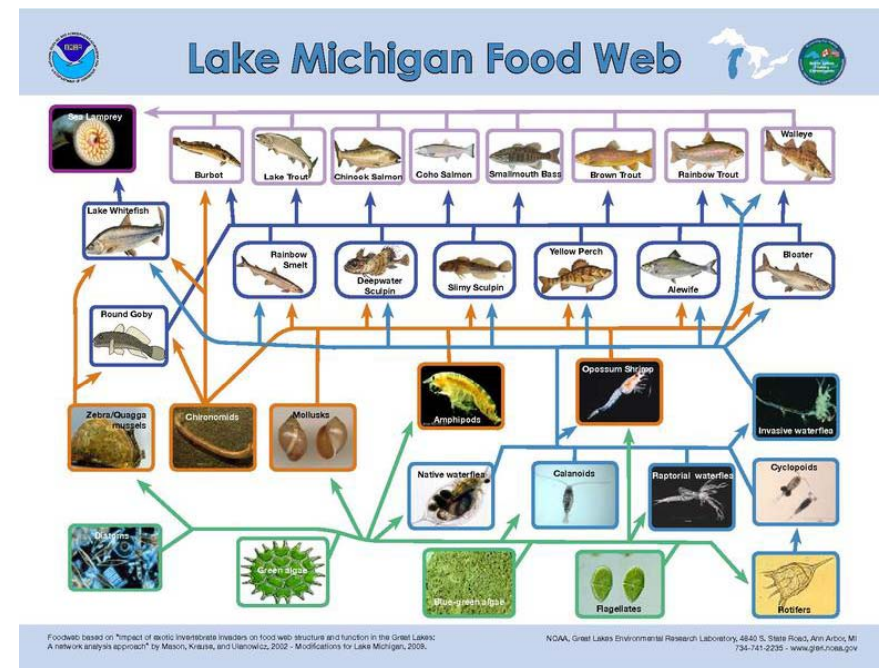 NOAA
Lake Michigan Food Web
Sea Lamprey
Burbot
Lake Trout
Chinook Salmon
Coho Salmon
Smallmouth Bass
Brown Trout
Rainbow Trout
Walleye
Lake Whitefish
Rainbow
Smelt
Deepwater
Sculpin
Slimy Sculpin
Yellow Perch
Alewife
Bloater
Round Goby
Zebra/Quagga
mussels
Chironomids
Mollusks
Amphipods
Opossum Shrimp
Invasive waterflea
Native waterflea
Calanoids
Raptorial waterflea
Cyclopoids
Diatoms
Green algae
Blue-green algae
Flagellates
Rotifers
Foodweb based on "Impact of exotic invertebrate invaders on food web structure and function in the Great Lakes:
A network analysis approach" by Mason, Krause, and Ulanowicz, 2002 - Modifications for Lake Michigan, 2009.
NOAA, Great Lakes Environmental Research Laboratory, 4840 S. State Road, Ann Arbor, MI
734-741-2235 - www.glerl.noaa.gov